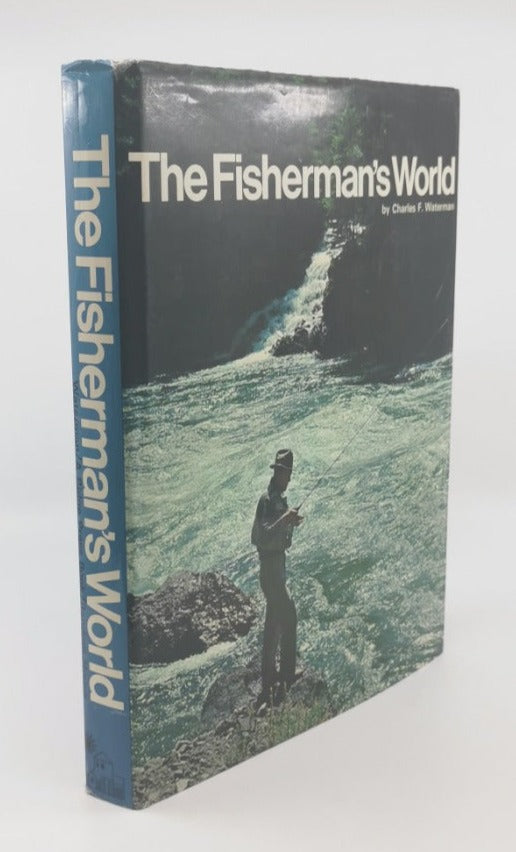 The Fisherman's World
by Charles F. Waterman
The Fisherman's World